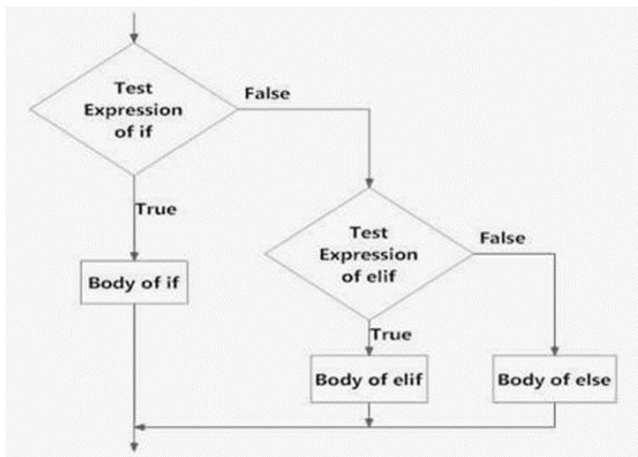 Test
Expression
of if
False
True
Body of if
Test
Expression
of elif
False
True
Body of elif
Body of else